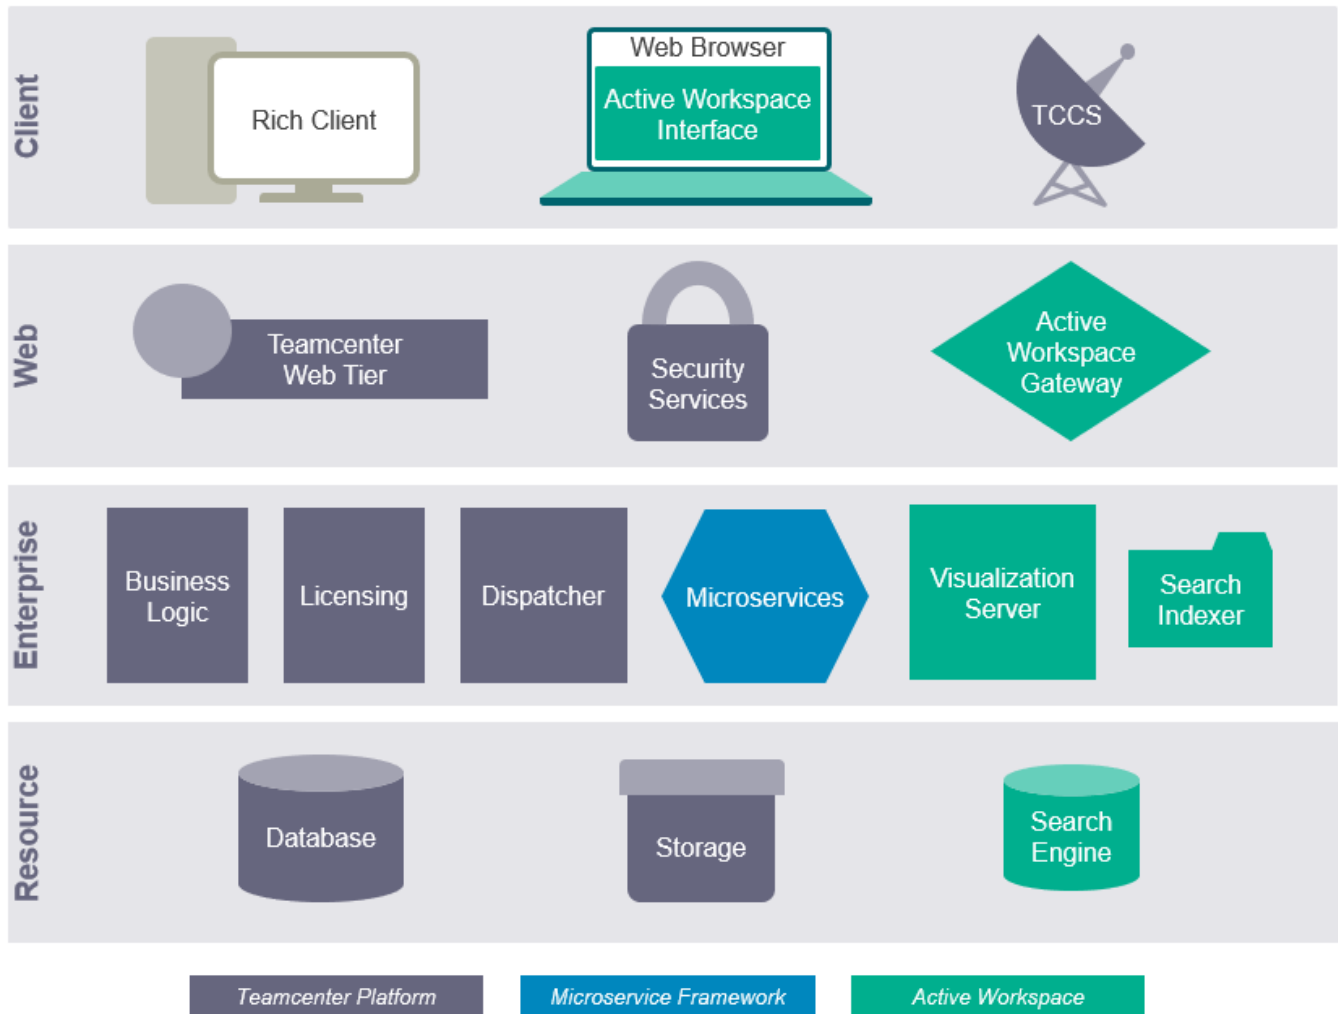 Client
Rich Client
Web Browser
Active Workspace
Interface
TCCS
Web
Teamcenter
Web Tier
Security
Services
Active
Workspace
Gateway
Enterprise
Business
Logic
Licensing
Dispatcher
Microservices
Visualization
Server
Search
Indexer
Resource
Database
Storage
Search
Engine
Teamcenter Platform
Microservice Framework
Active Workspace